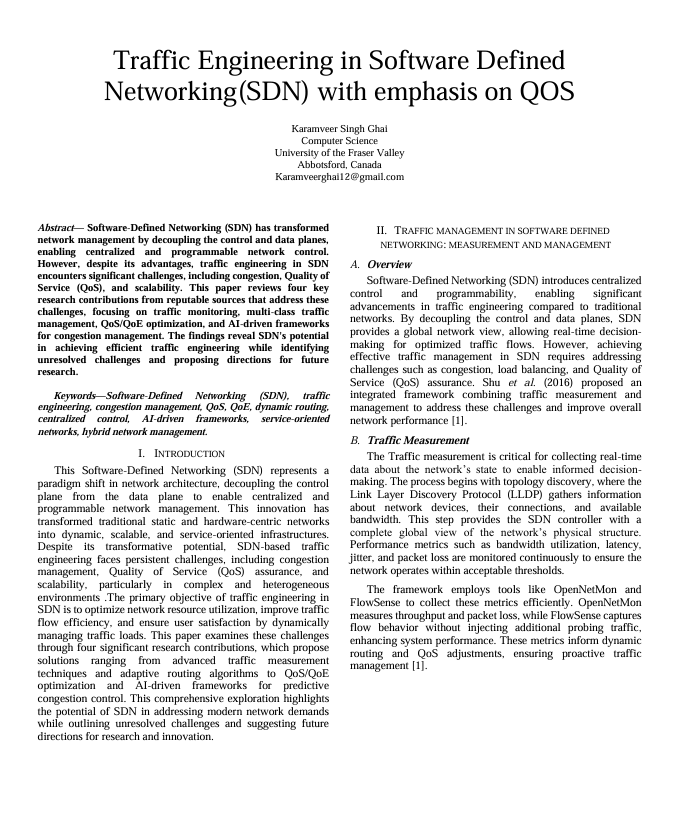 Traffic Engineering in Software Defined
Networking(SDN) with emphasis on QOS
Karamveer Singh Ghai
Computer Science
University of the Fraser Valley
Abbotsford, Canada
Karamveerghai12@gmail.com
Abstract— Software-Defined Networking (SDN) has transformed
network management by decoupling the control and data planes,
enabling centralized and programmable network control.
However, despite its advantages, traffic engineering in SDN
encounters significant challenges, including congestion, Quality of
Service (QoS), and scalability. This paper reviews four key
research contributions from reputable sources that address these
challenges, focusing on traffic monitoring, multi-class traffic
management, QoS/QoE optimization, and AI-driven frameworks
for congestion management. The findings reveal SDN's potential
in achieving efficient traffic engineering while identifying
unresolved challenges and proposing directions for future
research.
Keywords—Software-Defined Networking (SDN), traffic
engineering, congestion management, QoS, QoE, dynamic routing,
centralized control, AI-driven frameworks, service-oriented
networks, hybrid network management.
I. INTRODUCTION
This Software-Defined Networking (SDN) represents a
paradigm shift in network architecture, decoupling the control
plane from the data plane to enable centralized and
programmable network management. This innovation has
transformed traditional static and hardware-centric networks
into dynamic, scalable, and service-oriented infrastructures.
Despite its transformative potential, SDN-based traffic
engineering faces persistent challenges, including congestion
management, Quality of Service (QoS) assurance, and
scalability, particularly in complex and heterogeneous
environments .The primary objective of traffic engineering in
SDN is to optimize network resource utilization, improve traffic
flow efficiency, and ensure user satisfaction by dynamically
managing traffic loads. This paper examines these challenges
through four significant research contributions, which propose
solutions ranging from advanced traffic measurement
techniques and adaptive routing algorithms to QoS/QoE
optimization and AI-driven frameworks for predictive
congestion control. This comprehensive exploration highlights
the potential of SDN in addressing modern network demands
while outlining unresolved challenges and suggesting future
directions for research and innovation.
II. TRAFFIC MANAGEMENT IN SOFTWARE DEFINED
NETWORKING: MEASUREMENT AND MANAGEMENT
A. Overview
Software-Defined Networking (SDN) introduces centralized
control and programmability, enabling significant
advancements in traffic engineering compared to traditional
networks. By decoupling the control and data planes, SDN
provides a global network view, allowing real-time decision-
making for optimized traffic flows. However, achieving
effective traffic management in SDN requires addressing
challenges such as congestion, load balancing, and Quality of
Service (QoS) assurance. Shu et al. (2016) proposed an
integrated framework combining traffic measurement and
management to address these challenges and improve overall
network performance [1].
B. Traffic Measurement
The Traffic measurement is critical for collecting real-time
data about the network's state to enable informed decision-
making. The process begins with topology discovery, where the
Link Layer Discovery Protocol (LLDP) gathers information
about network devices, their connections, and available
bandwidth. This step provides the SDN controller with a
complete global view of the network's physical structure.
Performance metrics such as bandwidth utilization, latency,
jitter, and packet loss are monitored continuously to ensure the
network operates within acceptable thresholds.
The framework employs tools like OpenNetMon and
FlowSense to collect these metrics efficiently. OpenNetMon
measures throughput and packet loss, while FlowSense captures
flow behavior without injecting additional probing traffic,
enhancing system performance. These metrics inform dynamic
routing and QoS adjustments, ensuring proactive traffic
management [1].